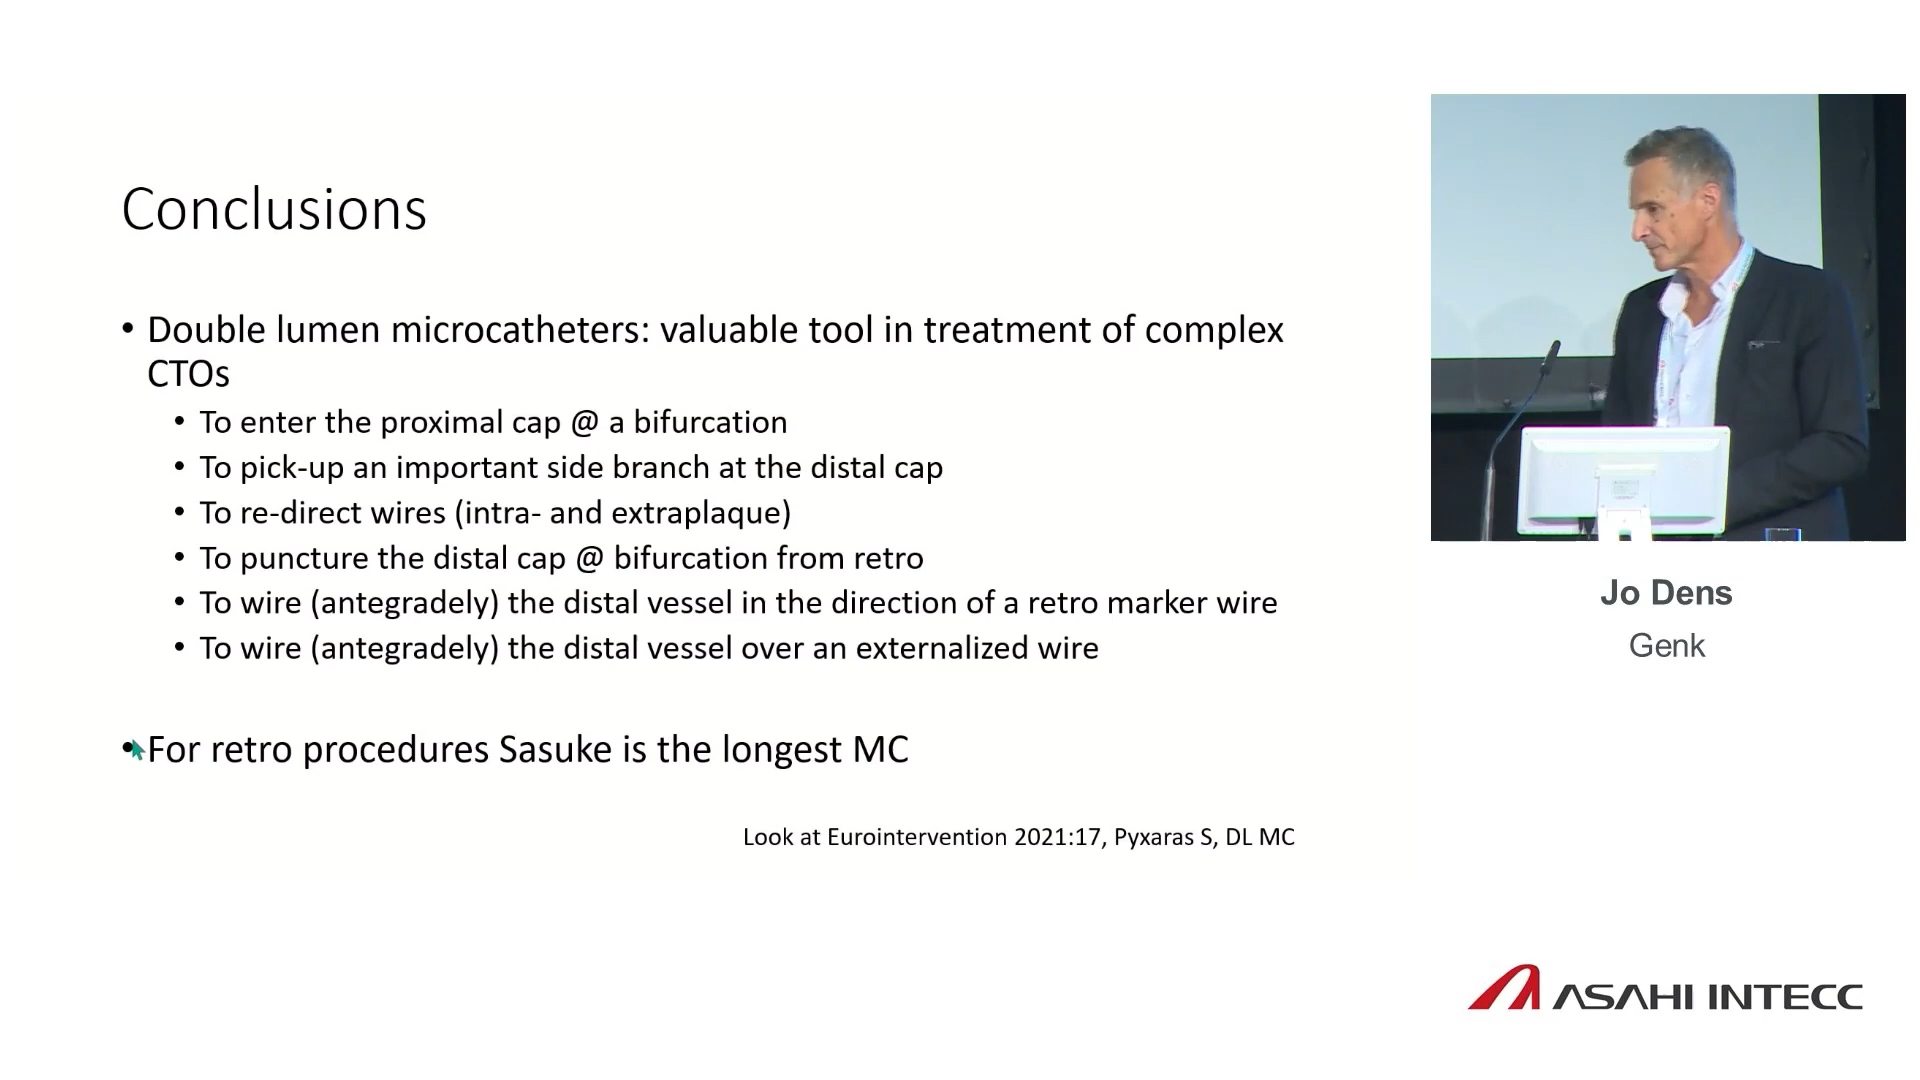 Conclusions
• Double lumen microcatheters: valuable tool in treatment of complex
CTOs
• To enter the proximal cap @ a bifurcation
• To pick-up an important side branch at the distal cap
• To re-direct wires (intra- and extraplaque)
• To puncture the distal cap @ bifurcation from retro
• To wire (antegradely) the distal vessel in the direction of a retro marker wire
• To wire (antegradely) the distal vessel over an externalized wire
• For retro procedures Sasuke is the longest MC
Look at Eurointervention 2021:17, Pyxaras S, DL MC
Jo Dens
Genk
ASAHI INTECC